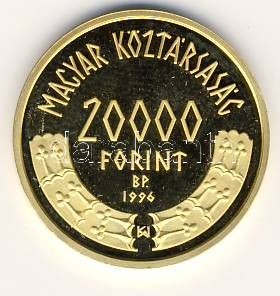 MAGYAR KÖZTÁRSASÁG
20000
FORINT
BP.
1996